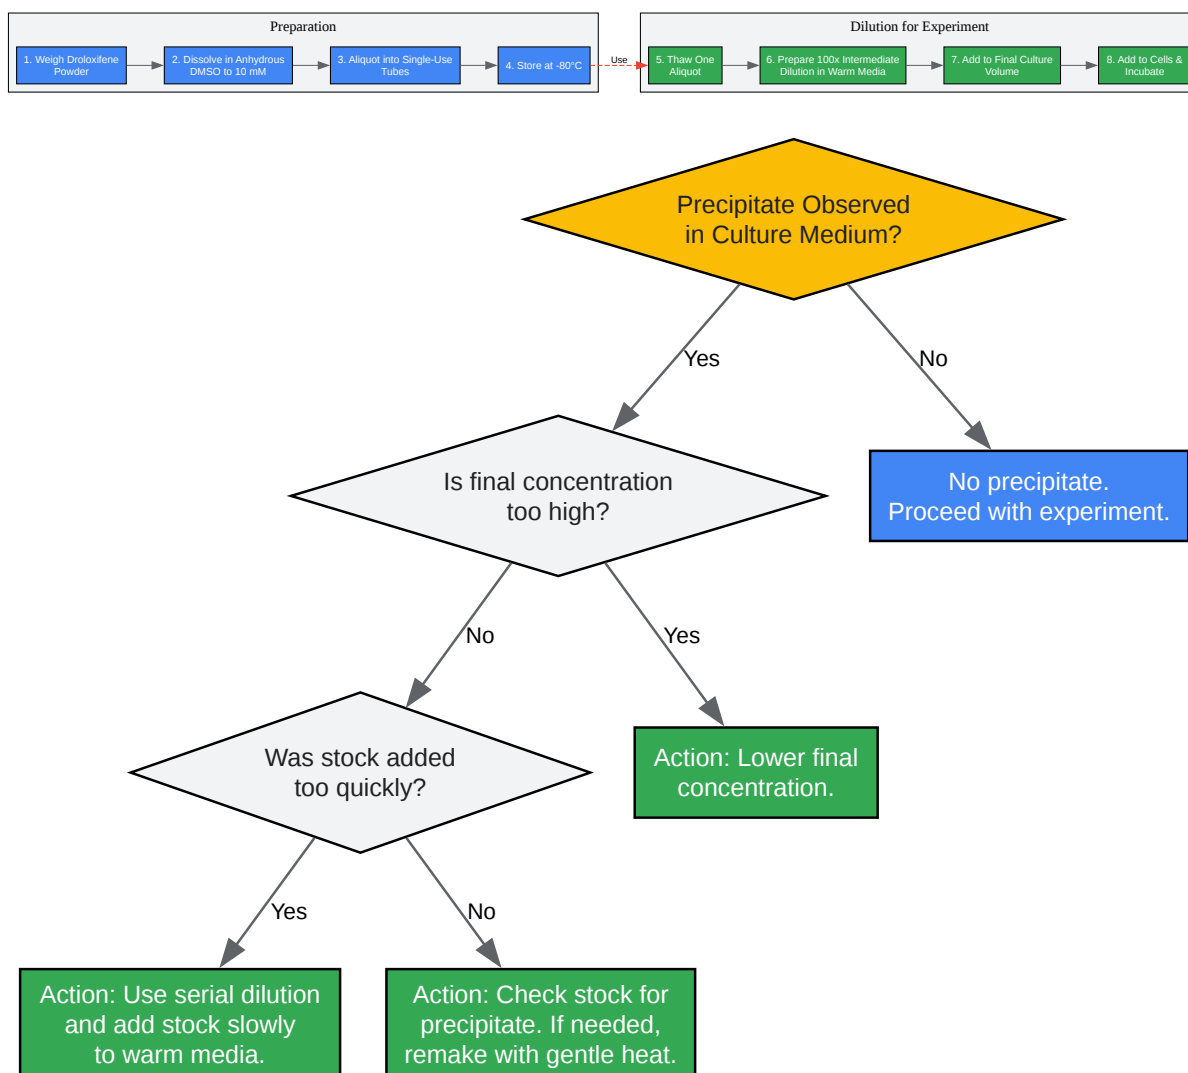 Preparation
Dilution for Experiment
1. Weigh Droloxifene
Powder
2. Dissolve in Anhydrous
DMSO to 10 mM
3. Aliquot into Single-Use
Tubes
4. Store at -80°C
Use
5. Thaw One
Aliquot
6. Prepare 100x Intermediate
Dilution in Warm Media
7. Add to Final Culture
Volume
8. Add to Cells &
Incubate
Precipitate Observed
in Culture Medium?
Yes
No
Is final concentration
too high?
No precipitate.
Proceed with experiment.
No
Yes
Was stock added
too quickly?
Action: Lower final
concentration.
Yes
No
Action: Use serial dilution
and add stock slowly
to warm media.
Action: Check stock for
precipitate. If needed,
remake with gentle heat.